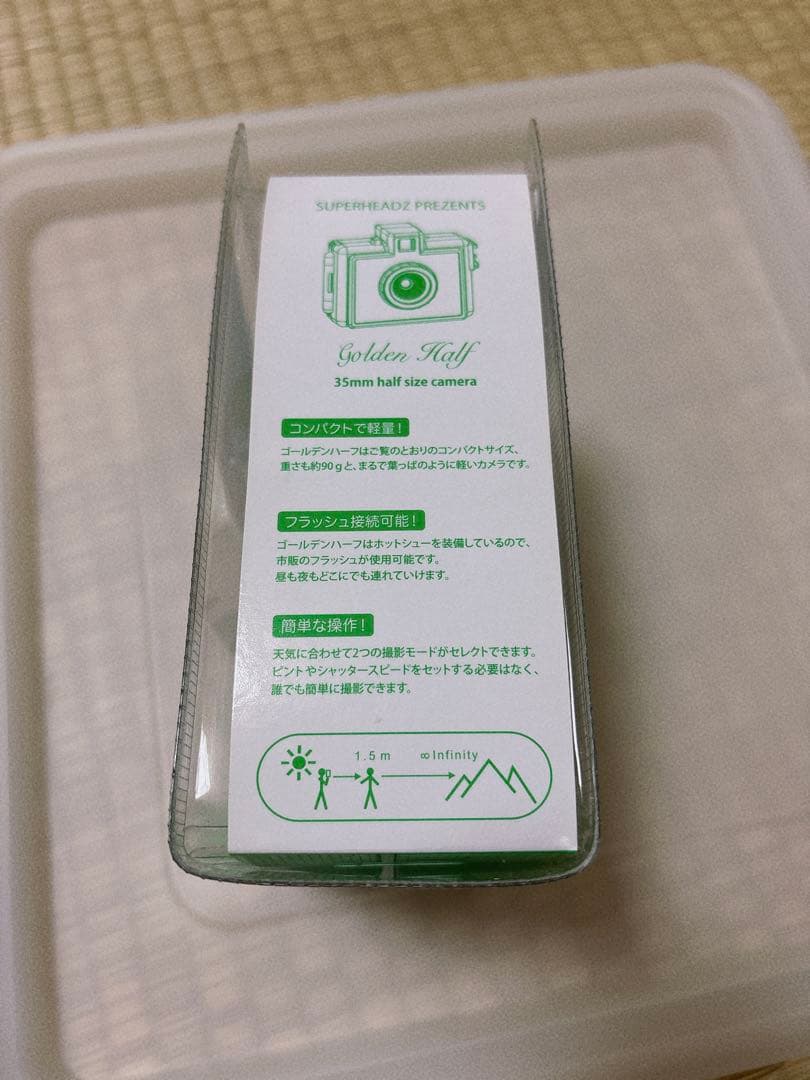 SUPERHEADZ PREZENTS
Golden Half
35mm half size camera
コンパクトで軽量!
ゴールデンハーフはご覧のとおりのコンパクトサイズ、
重さも約90gと、まるで葉っぱのように軽いカメラです。
フラッシュ接続可能!
ゴールデンハーフはホットシューを装備しているので、
市販のフラッシュが使用可能です。
昼も夜もどこにでも連れていけます。
簡単な操作!
天気に合わせて2つの撮影モードがセレクトできます。
ピントやシャッタースピードをセットする必要はなく、
誰でも簡単に撮影できます。
1.5m ∞Infinity